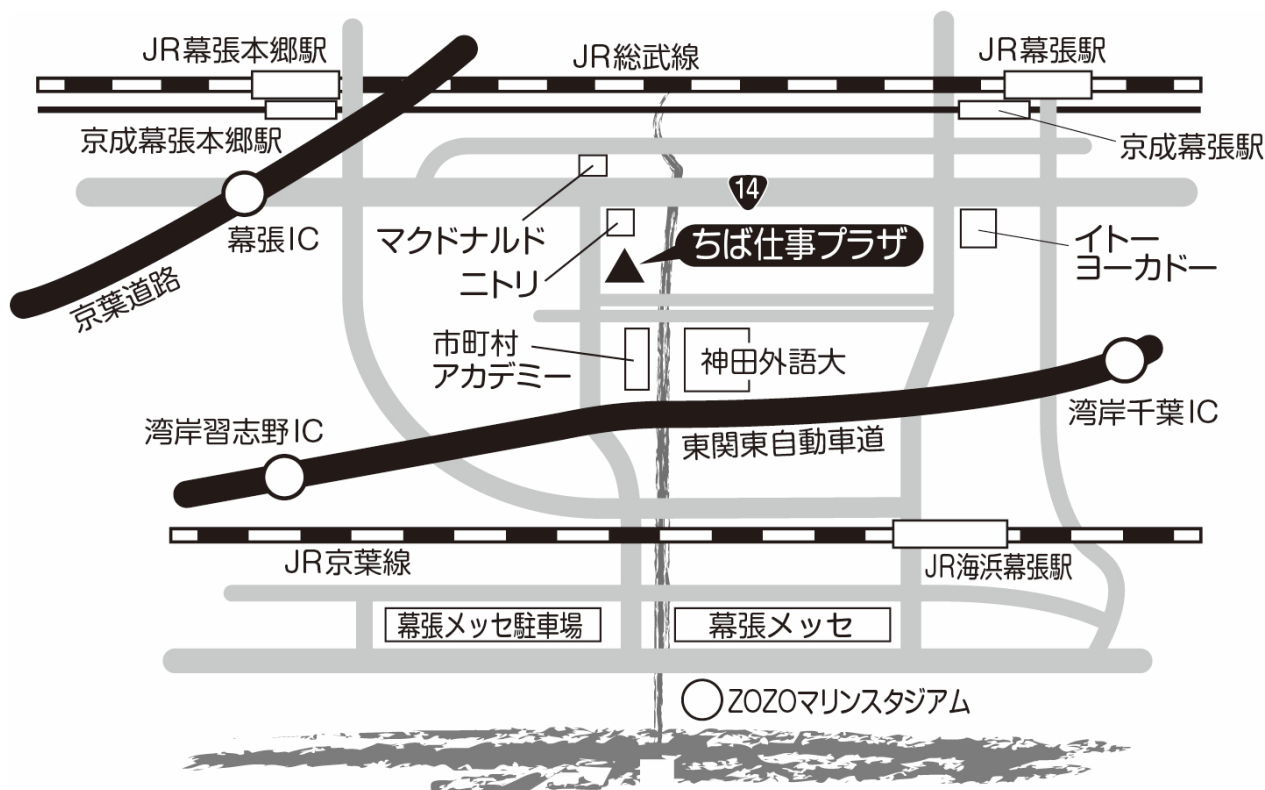 JR幕張本郷駅
JR総武線
JR幕張駅
京成幕張本郷駅
京成幕張駅
14
マクドナルド
幕張IC
ちば仕事プラザ
イトー
ヨーカドー
ニトリ
京葉道路
市町村
アカデミー
神田外語大
湾岸千葉IC
湾岸習志野IC
東関東自動車道
JR京葉線
JR海浜幕張駅
幕張メッセ駐車場
幕張メッセ
ZOZOマリンスタジアム